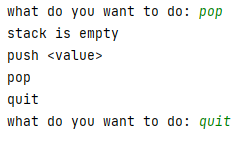 what do you want to do: pop
stack is empty
push <value>
pop
quit
what do you want to do: quit